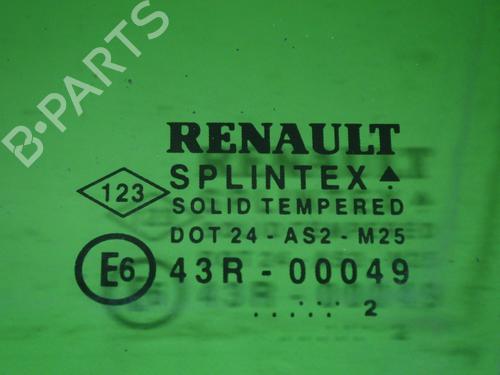 B-PARTS
RENAULT
123 SPLINTEX
SOLID TEMPERED
DOT 24 - AS2 - M25
E6 43R - 00049
..... 2